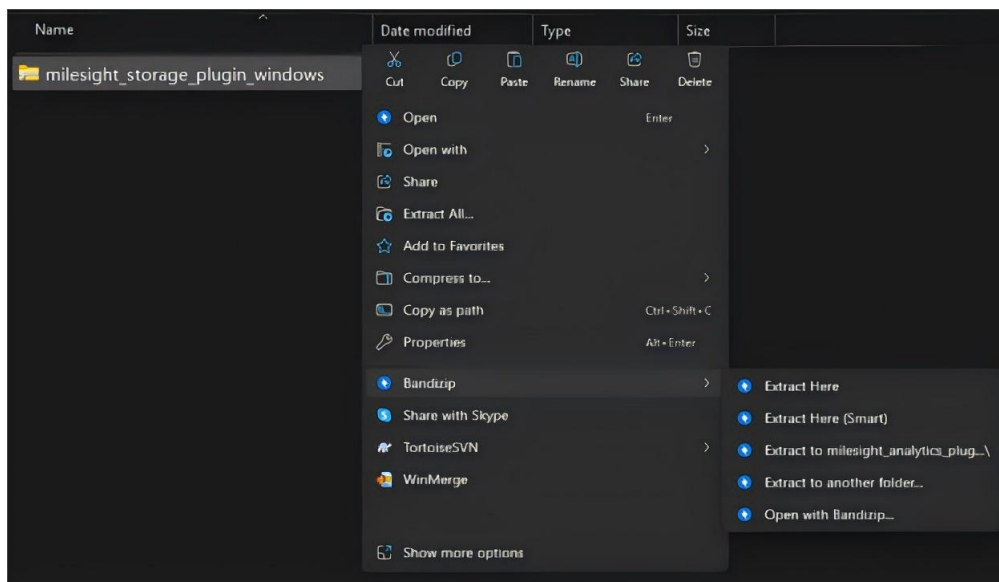 Name Date modified Type Size
milesight_storage_plugin_windows
Cut Copy Paste Rename Share Delete
Open Enter
Open with
Share
Extract All...
Add to Favorites
Compress to...
Copy as path Ctrl+Shift+C
Properties Alt+Enter
Bandizip
Extract Here
Share with Skype
Extract Here (Smart)
TortoiseSVN
Extract to milesight_analytics_plug...\
WinMerge
Extract to another folder...
Open with Bandizip...
Show more options